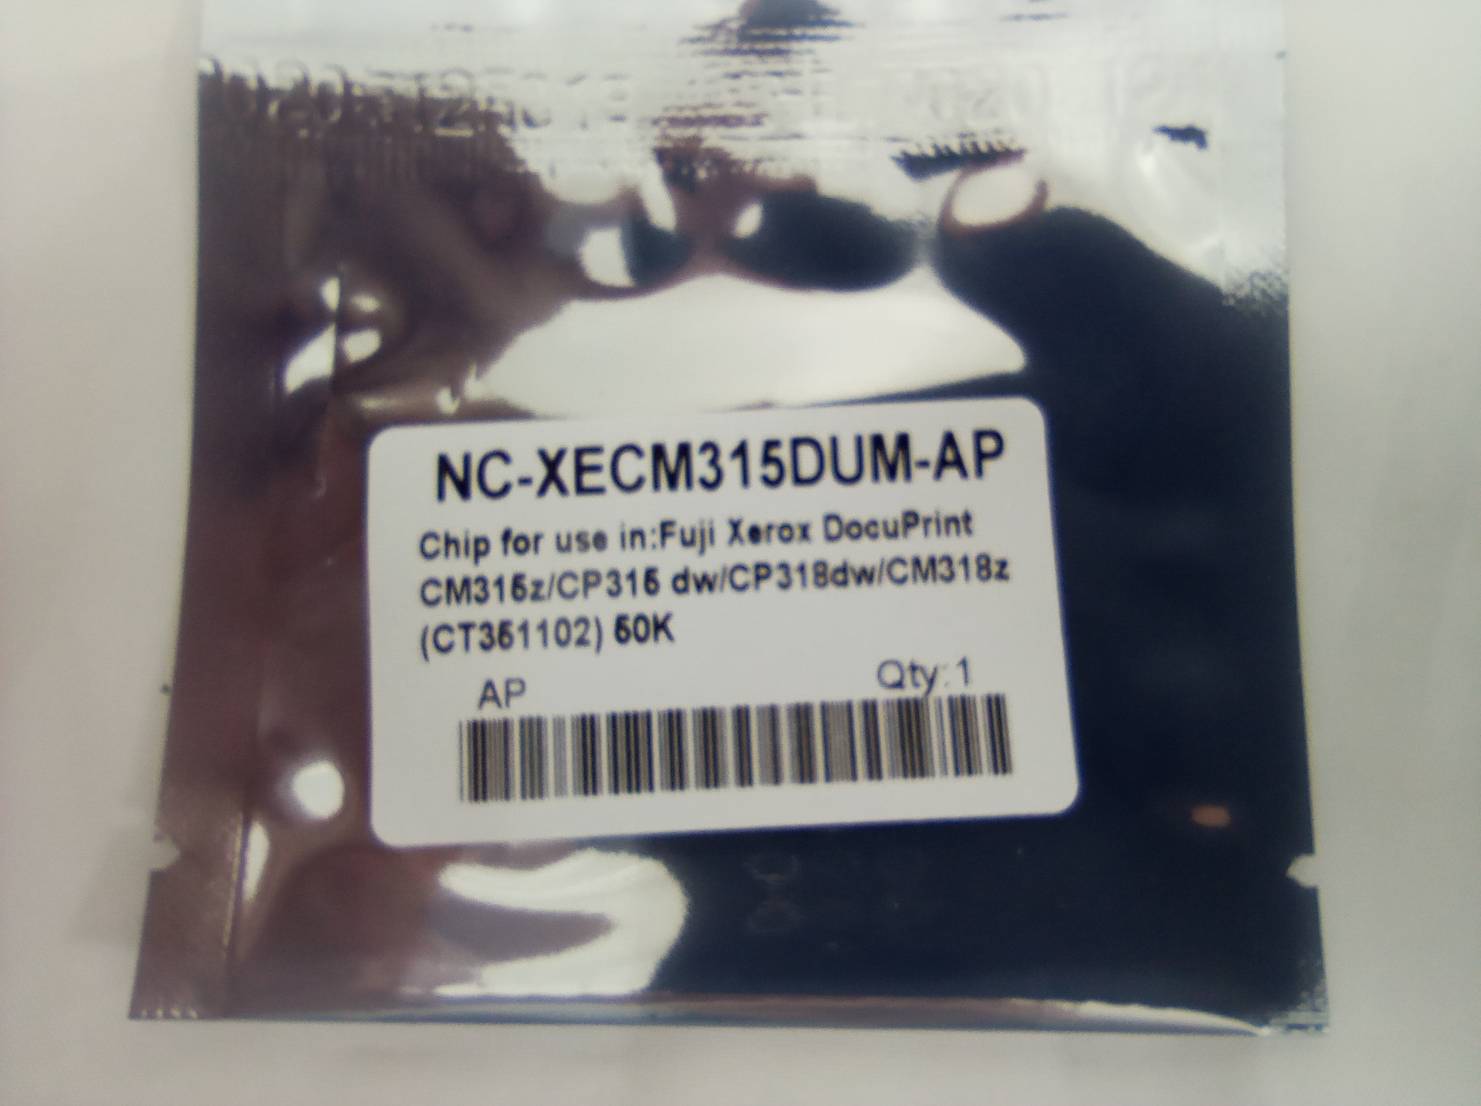 NC-XECM315DUM-AP
Chip for use in:Fuji Xerox DocuPrint
CM315z/CP315 dw/CP318dw/CM318z
(CT351102) 50K
AP
Qty:1